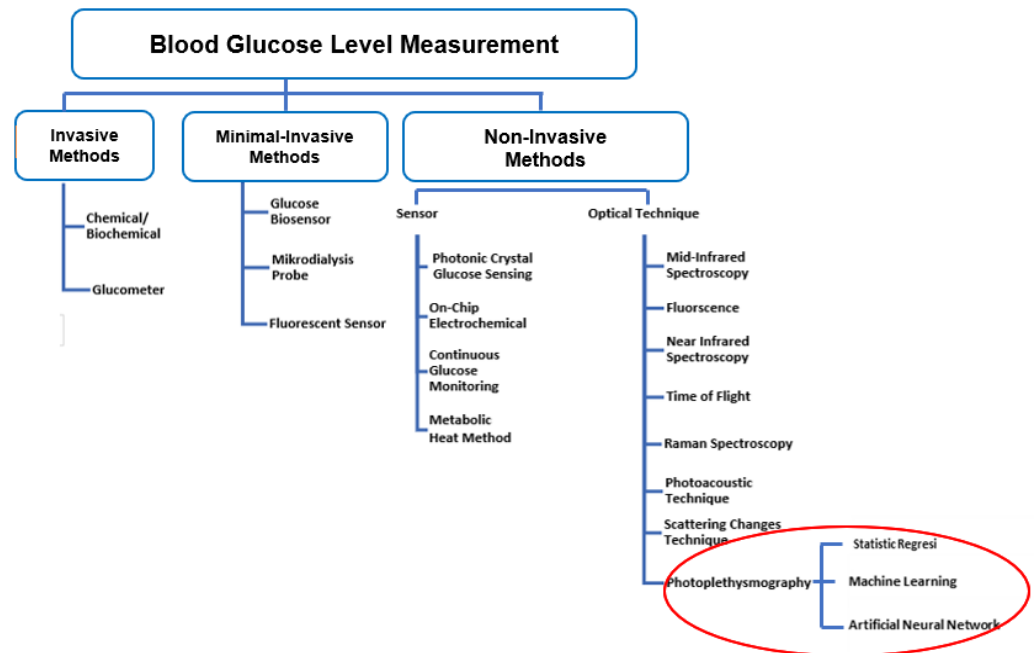 Blood Glucose Level Measurement
Invasive
Methods
Minimal-Invasive
Methods
Non-Invasive
Methods
Chemical/
Biochemical
Glucometer
Glucose
Biosensor
Mikrodialysis
Probe
Fluorescent Sensor
Sensor
Photonic Crystal
Glucose Sensing
On-Chip
Electrochemical
Continuous
Glucose
Monitoring
Metabolic
Heat Method
Optical Technique
Mid-Infrared
Spectroscopy
Fluorscence
Near Infrared
Spectroscopy
Time of Flight
Raman Spectroscopy
Photoacoustic
Technique
Scattering Changes
Technique
Photoplethysmography
Statistic Regresi
Machine Learning
Artificial Neural Network